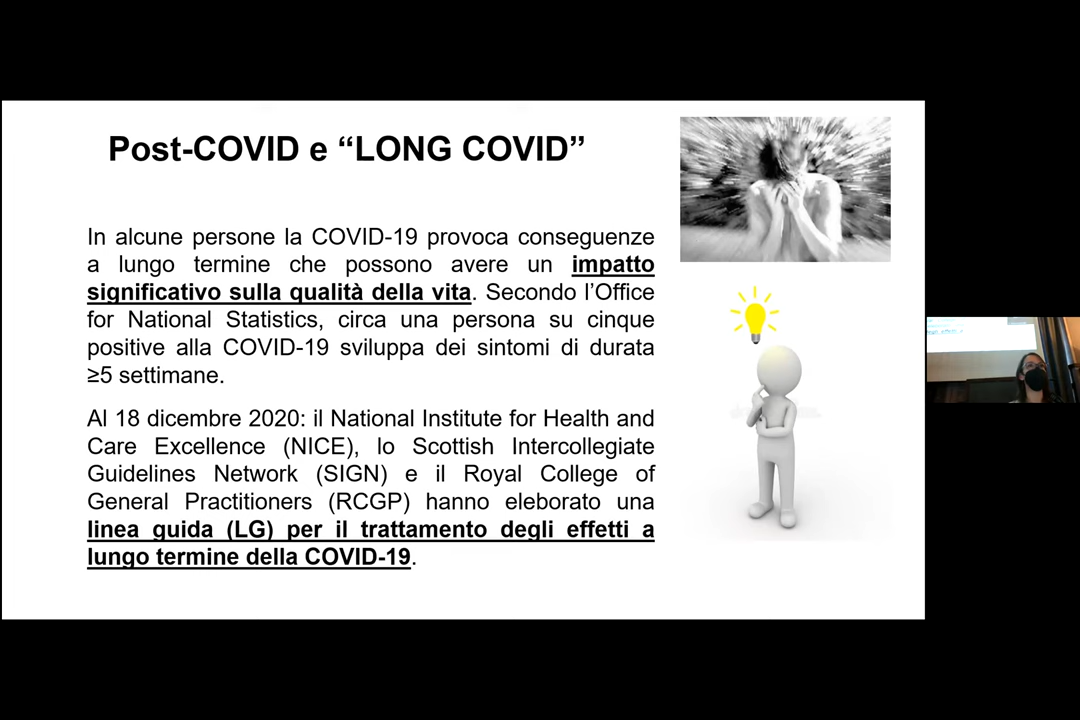 Post-COVID e “LONG COVID”
In alcune persone la COVID-19 provoca conseguenze
a lungo termine che possono avere un impatto
significativo sulla qualità della vita. Secondo l’Office
for National Statistics, circa una persona su cinque
positive alla COVID-19 sviluppa dei sintomi di durata
≥5 settimane.
Al 18 dicembre 2020: il National Institute for Health and
Care Excellence (NICE), lo Scottish Intercollegiate
Guidelines Network (SIGN) e il Royal College of
General Practitioners (RCGP) hanno eleborato una
linea guida (LG) per il trattamento degli effetti a
lungo termine della COVID-19.